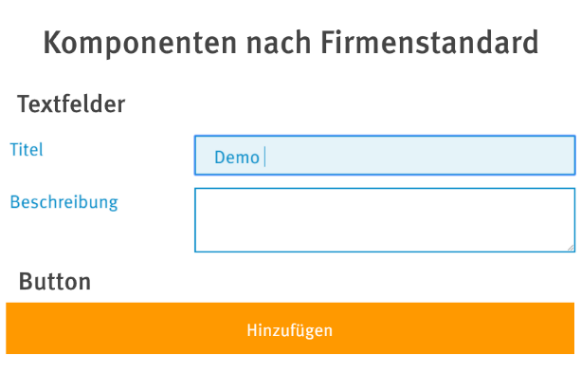 Komponenten nach Firmenstandard
Textfelder
Titel
Demo
Beschreibung
Button
Hinzufügen